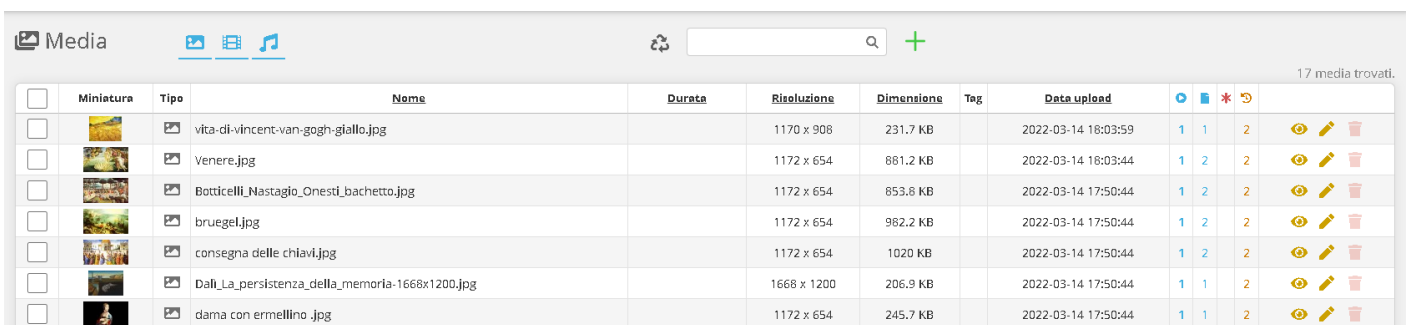 Media
17 media trovati.
Miniatura Tipo Nome Durata Risoluzione Dimensione Tag Data upload
vita-di-vincent-van-gogh-giallo.jpg 1170 x 908 231.7 KB 2022-03-14 18:03:59 1 1 2
Venere.jpg 1172 x 654 881.2 KB 2022-03-14 18:03:44 1 2 2
Botticelli_Nastagio_Onesti_bachetto.jpg 1172 x 654 853.8 KB 2022-03-14 17:50:44 1 2 2
bruegel.jpg 1172 x 654 982.2 KB 2022-03-14 17:50:44 1 2 2
consegna delle chiavi.jpg 1172 x 654 1020 KB 2022-03-14 17:50:44 1 2 2
Dalì_La_persistenza_della_memoria-1668x1200.jpg 1668 x 1200 206.9 KB 2022-03-14 17:50:44 1 1 2
dama con ermellino .jpg 1172 x 654 245.7 KB 2022-03-14 17:50:44 1 1 2